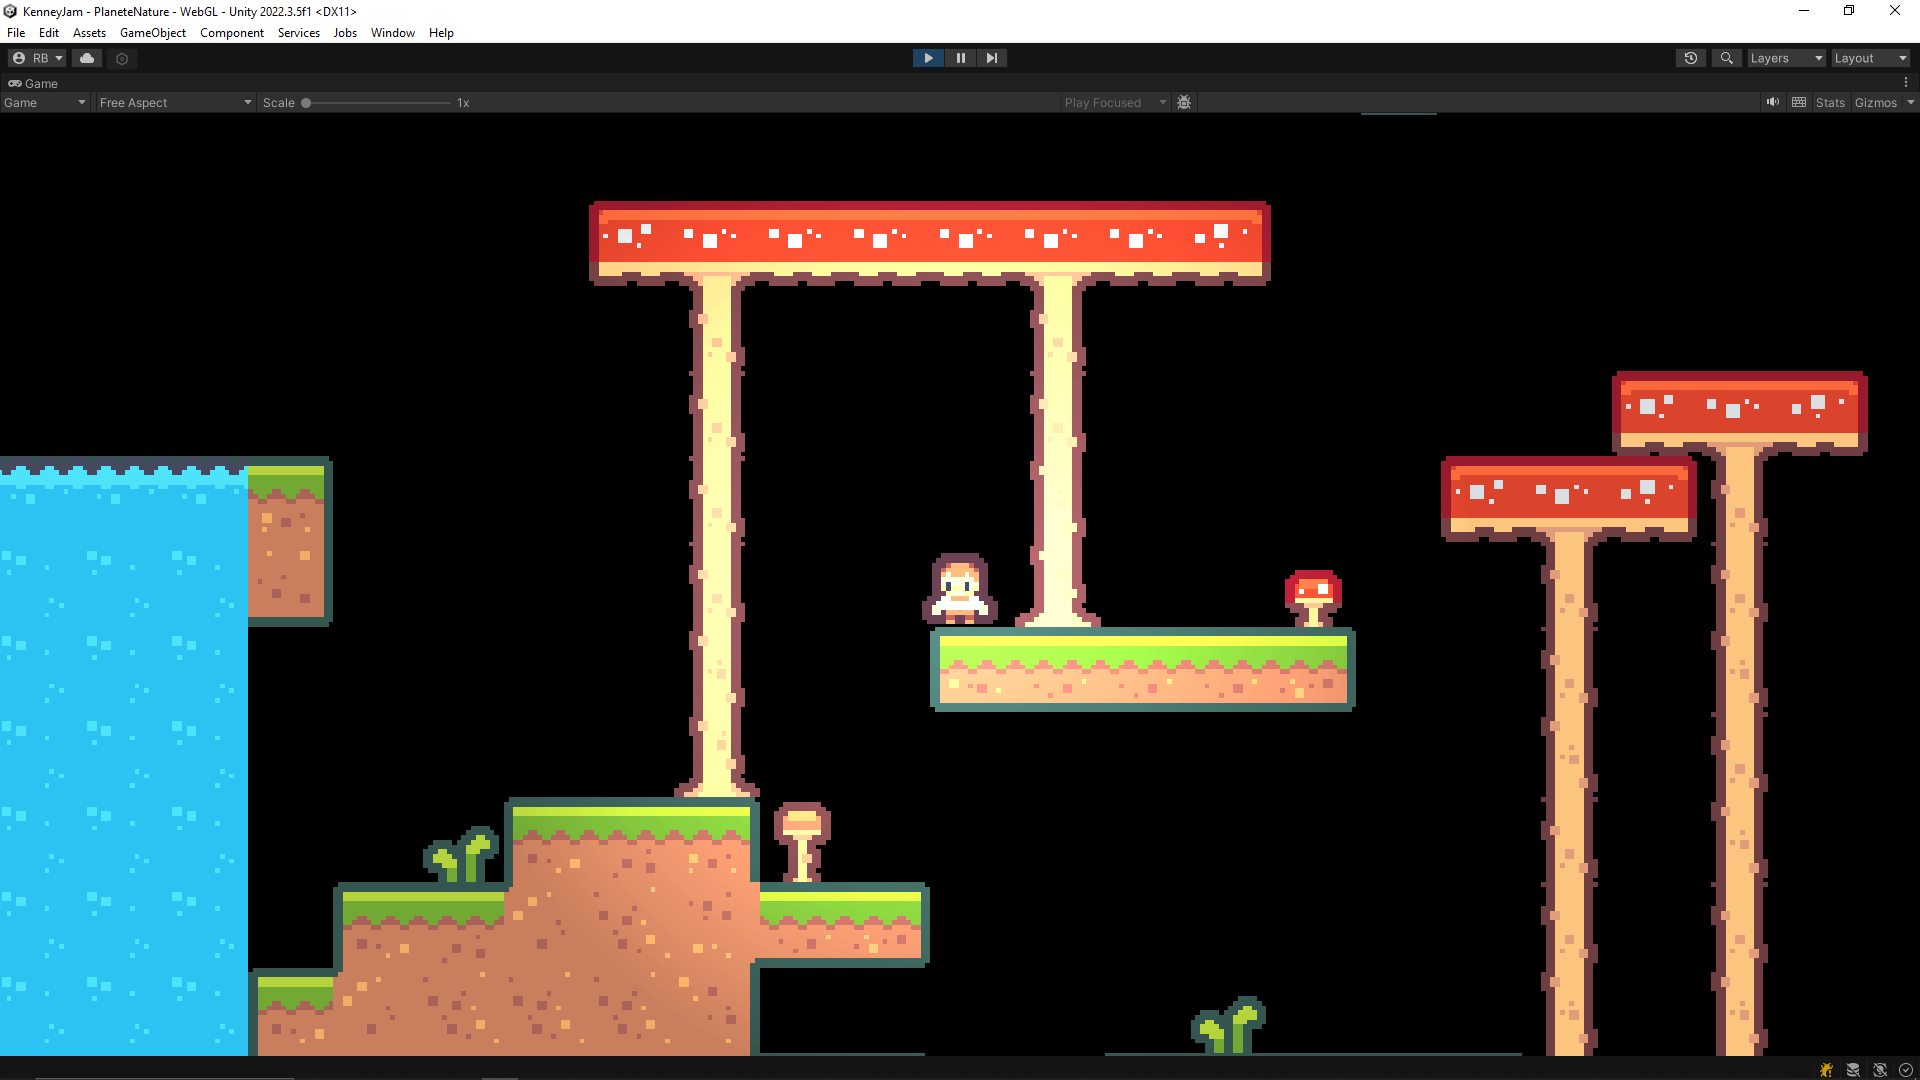 KenneyJam - PlaneteNature - WebGL - Unity 2022.3.5f1 <DX11>
File Edit Assets GameObject Component Services Jobs Window Help
RB Layers Layout
Game
Game Free Aspect Scale 1x Play Focused Stats Gizmos